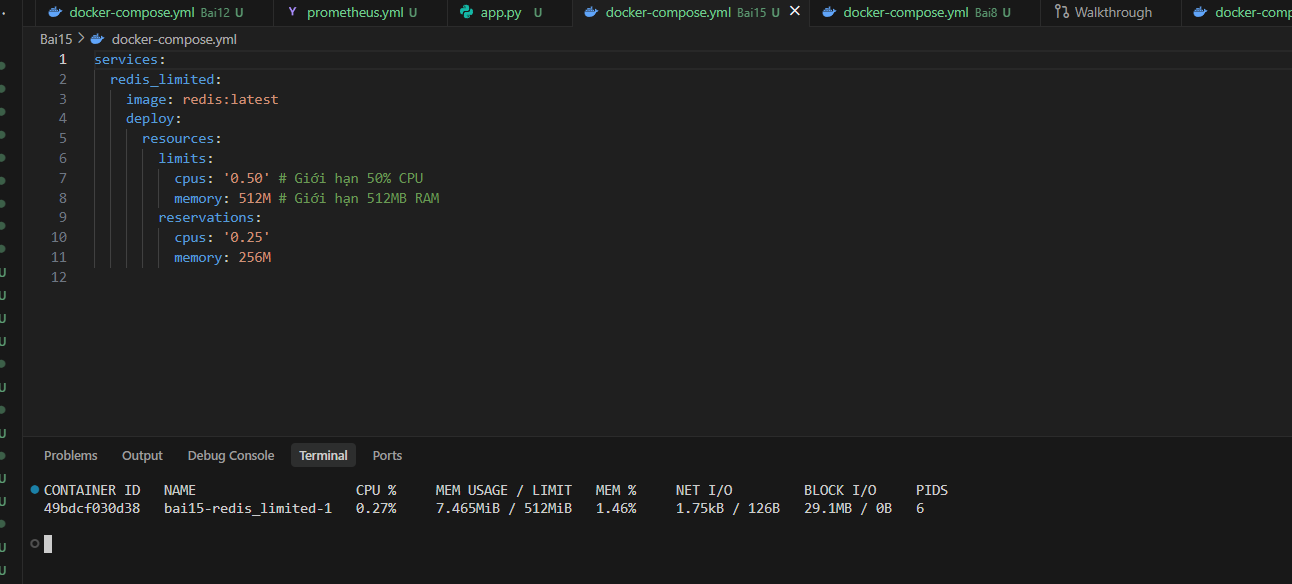 docker-compose.yml Bai12 U prometheus.yml U app.py U docker-compose.yml Bai15 U docker-compose.yml Bai8 U Walkthrough docker-comp
Bai15 > docker-compose.yml
1 services:
2 redis_limited:
3 image: redis:latest
4 deploy:
5 resources:
6 limits:
7 cpus: '0.50' # Giới hạn 50% CPU
8 memory: 512M # Giới hạn 512MB RAM
9 reservations:
10 cpus: '0.25'
11 memory: 256M
12
U
U
U
U
U
U
U
U
U
U
Problems Output Debug Console Terminal Ports
CONTAINER ID NAME CPU % MEM USAGE / LIMIT MEM % NET I/O BLOCK I/O PIDS
49bdcf030d38 bai15-redis_limited-1 0.27% 7.465MiB / 512MiB 1.46% 1.75kB / 126B 29.1MB / 0B 6